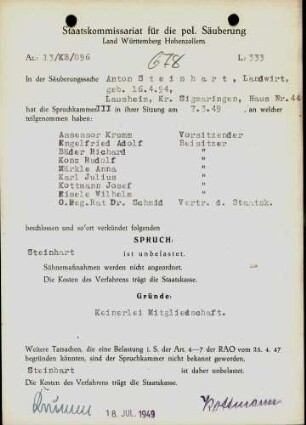 Staatskommissariat für die pol. Säuberung
Land Württemberg Hohenzollern
Az: 13/KB/096
678
L: 333
In der Säuberungssache Anton Steinhart, Landwirt,
geb. 16.4.94,
Lausheim, Kr. Sigmaringen, Haus Nr.44
hat die Spruchkammer III in ihrer Sitzung am 7.3.49, an welcher
teilgenommen haben:
Assessor Kromm Vorsitzender
Engelfried Adolf Beisitzer
Bäder Richard "
Konz Rudolf "
Märkle Anna "
Karl Julius "
Kottmann Josef "
Eisele Wilhelm "
O.Reg.Rat Dr. Schmid Vertr. d. Staatsk.
beschlossen und sofort verkündet folgenden
SPRUCH:
Steinhart
ist unbelastet.
Sühnemaßnahmen werden nicht angeordnet.
Die Kosten des Verfahrens trägt die Staatskasse.
Gründe:
Keinerlei Mitgliedschaft.
Weitere Tatsachen, die eine Belastung i. S. der Art. 4—7 der RAO vom 25. 4. 47
begründen könnten, sind der Spruchkammer nicht bekannt geworden.
Steinhart ist daher unbelastet.
Die Kosten des Verfahrens trägt die Staatskasse.
18. JUL. 1949
Kottmann